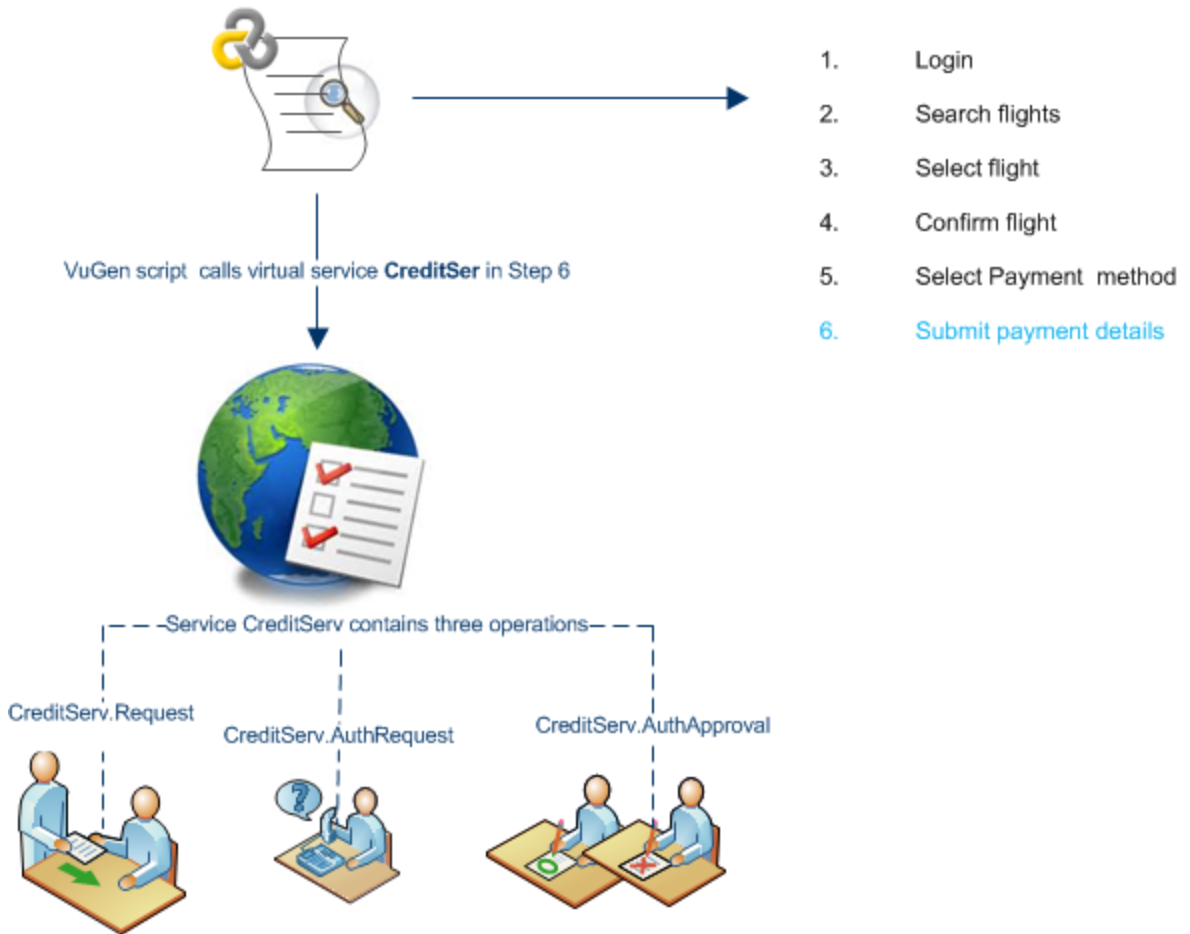 1. Login
2. Search flights
3. Select flight
4. Confirm flight
5. Select Payment method
6. Submit payment details
VuGen script calls virtual service CreditSer in Step 6
Service CreditServ contains three operations
CreditServ.Request
CreditServ.AuthRequest
CreditServ.AuthApproval
?